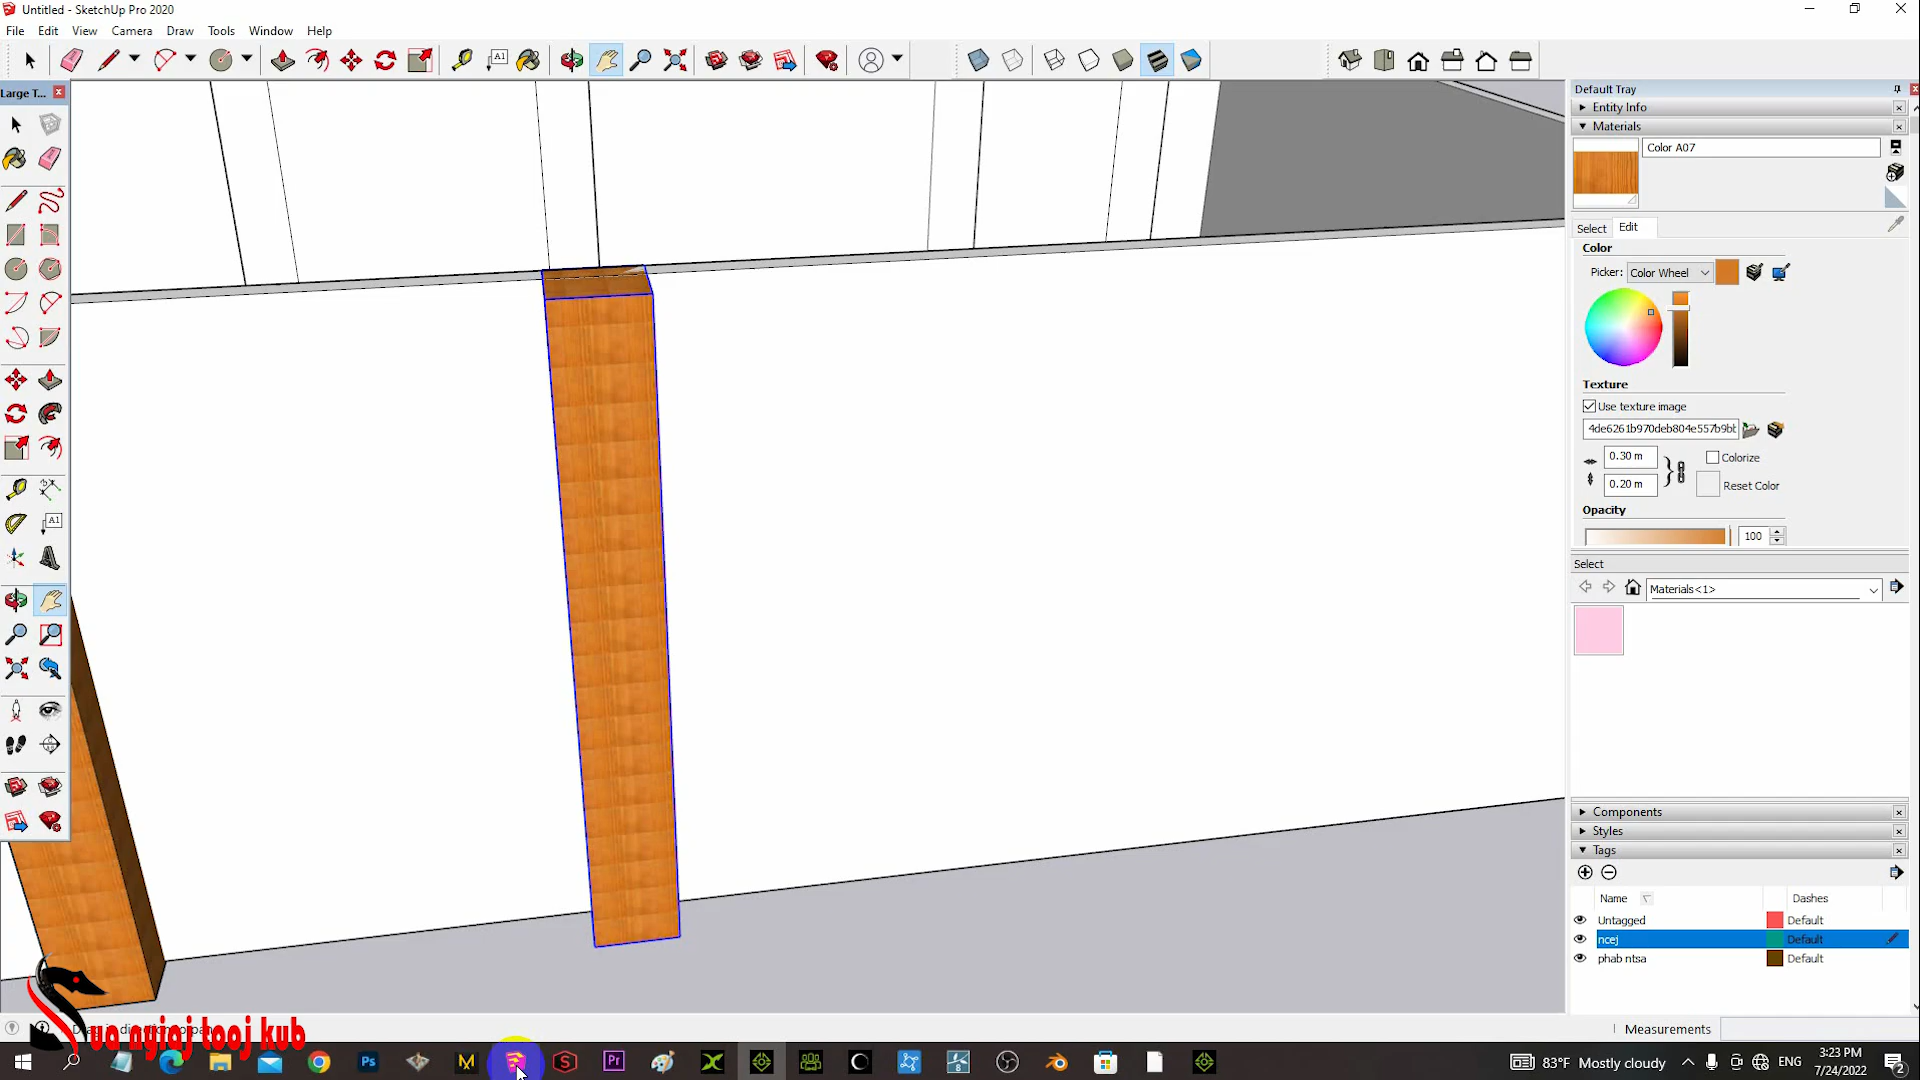 Untitled - SketchUp Pro 2020
File Edit View Camera Draw Tools Window Help
Large T...
Default Tray
Entity Info
Materials
Color A07
Select Edit
Color
Picker: Color Wheel
Texture
Use texture image
4de6261b970deb804e557b9bb
0.30 m
Colorize
0.20 m
Reset Color
Opacity
100
Select
Materials<1>
Components
Styles
Tags
Name Dashes
Untagged Default
ncej Default
phab ntsa Default
Measurements
ua nyiaj tooj kub
83°F Mostly cloudy
ENG
3:23 PM
7/24/2022
2